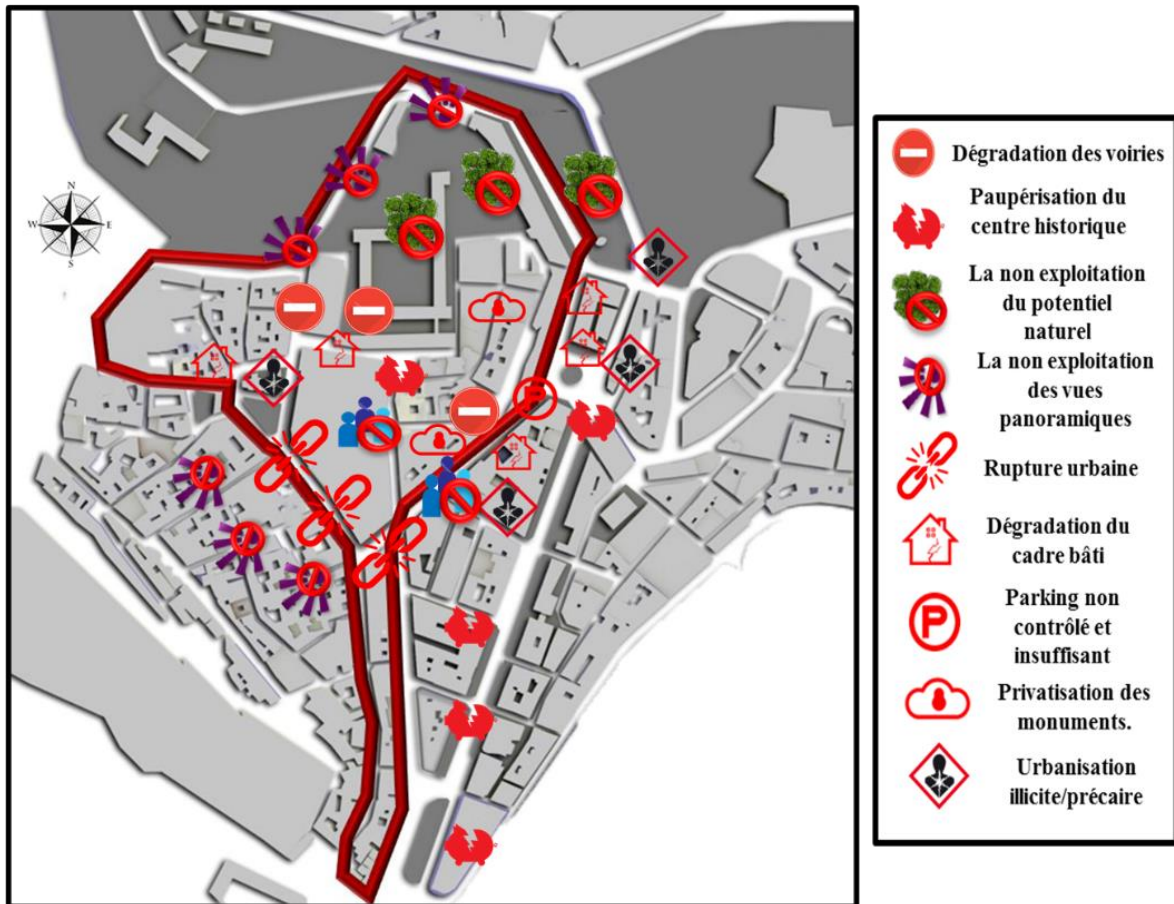 N
W
E
S
P
Dégradation des voiries
Paupérisation du
centre historique
La non exploitation
du potentiel
naturel
La non exploitation
des vues
panoramiques
Rupture urbaine
Dégradation du
cadre bâti
P
Parking non
contrôlé et
insuffisant
Privatisation des
monuments.
Urbanisation
illicite/précaire